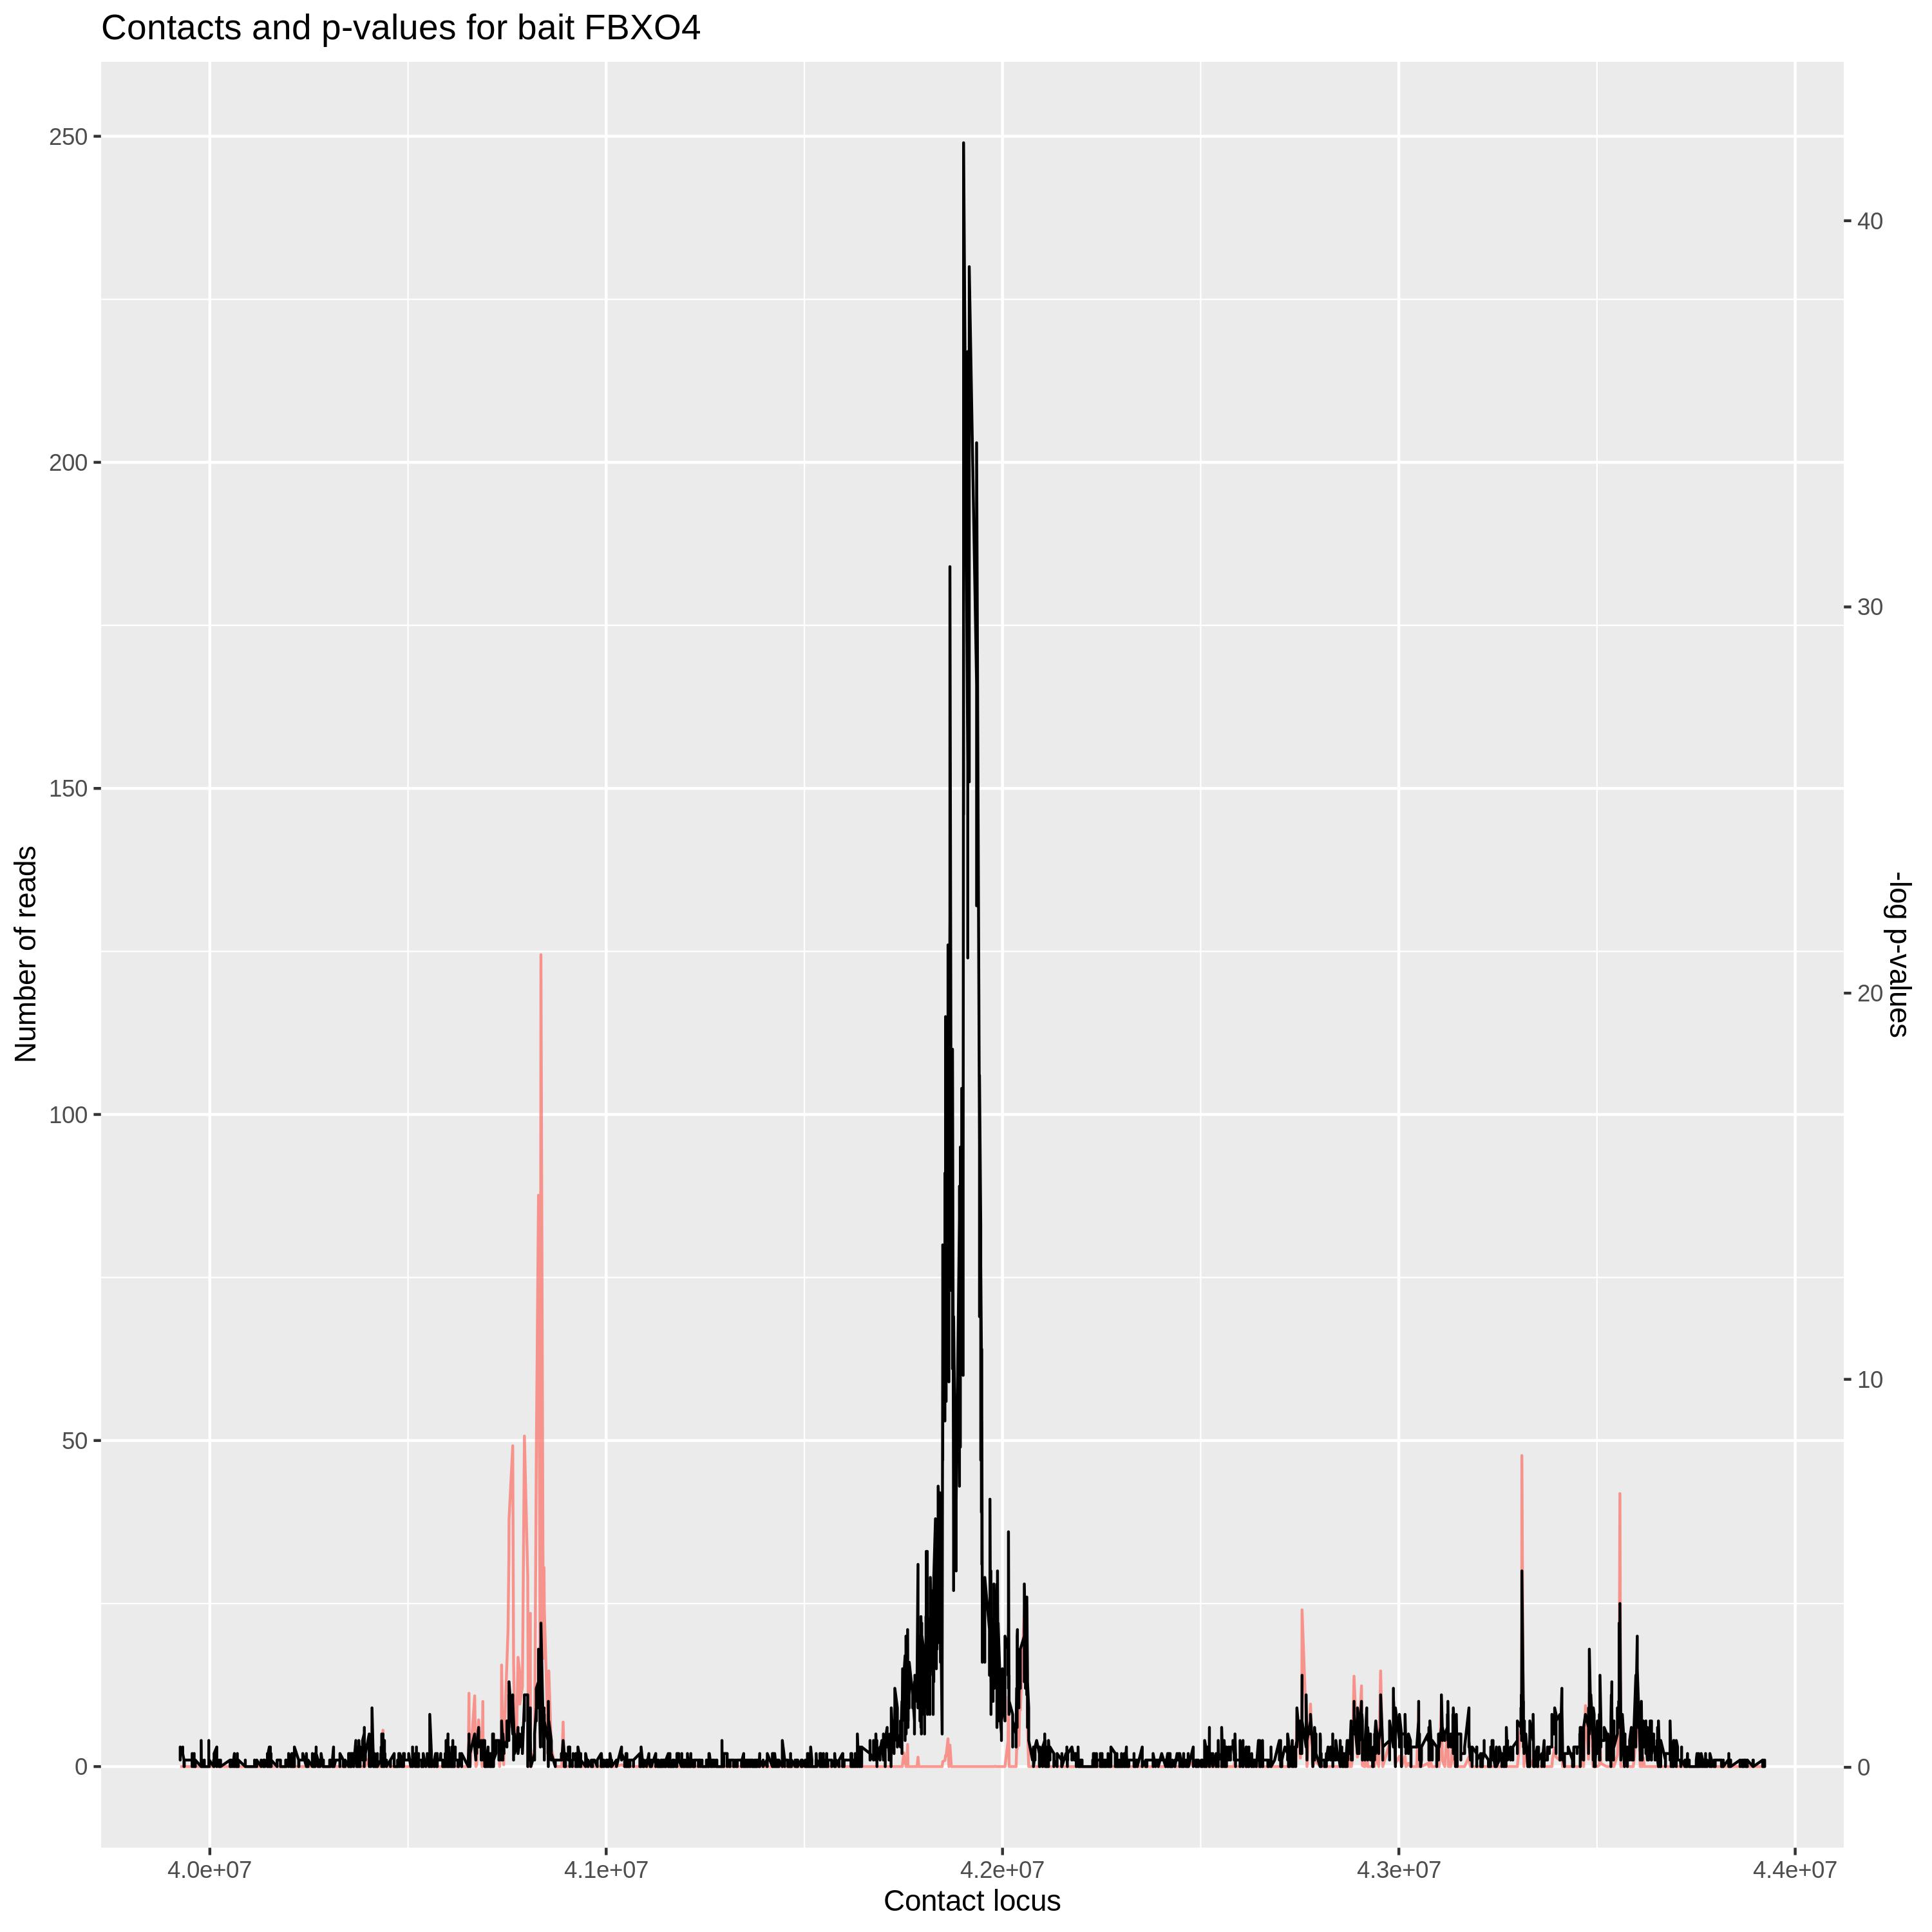 Contacts and p-values for bait FBXO4
250
200
150
100
50
0
Number of reads
40
30
20
10
0
-log p-values
4.0e+07 4.1e+07 4.2e+07 4.3e+07 4.4e+07
Contact locus